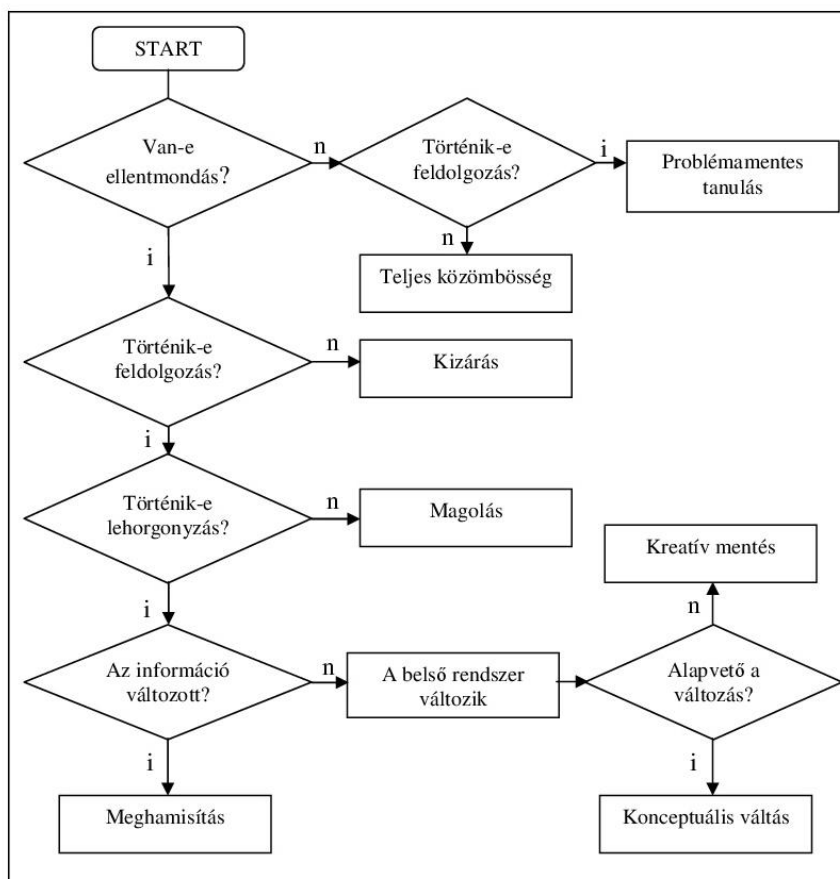 START
Van-e
ellentmondás?
n
Történik-e
feldolgozás?
i
Problémamentes
tanulás
n
Teljes közömbösség
i
Történik-e
feldolgozás?
n
Kizárás
i
Történik-e
lehorgonyzás?
n
Magolás
i
Az információ
változott?
n
A belső rendszer
változik
Alapvető a
változás?
n
Kreatív mentés
i
Konceptuális váltás
i
Meghamisítás